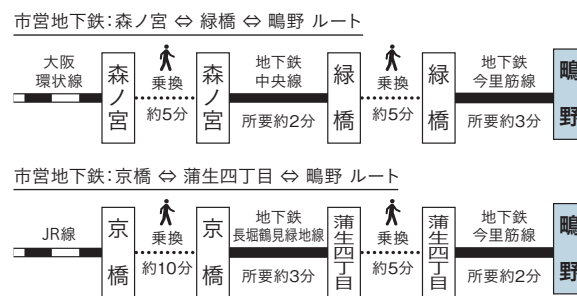 市営地下鉄：森ノ宮 ⇔ 緑橋 ⇔ 鴫野 ルート
大阪
環状線
森ノ宮
乗換
約5分
森ノ宮
地下鉄
中央線
所要約2分
緑橋
乗換
約5分
緑橋
地下鉄
今里筋線
所要約3分
鴫野
市営地下鉄：京橋 ⇔ 蒲生四丁目 ⇔ 鴫野 ルート
JR線
京橋
乗換
約10分
京橋
地下鉄
長堀鶴見緑地線
所要約3分
蒲生四丁目
乗換
約5分
蒲生四丁目
地下鉄
今里筋線
所要約2分
鴫野